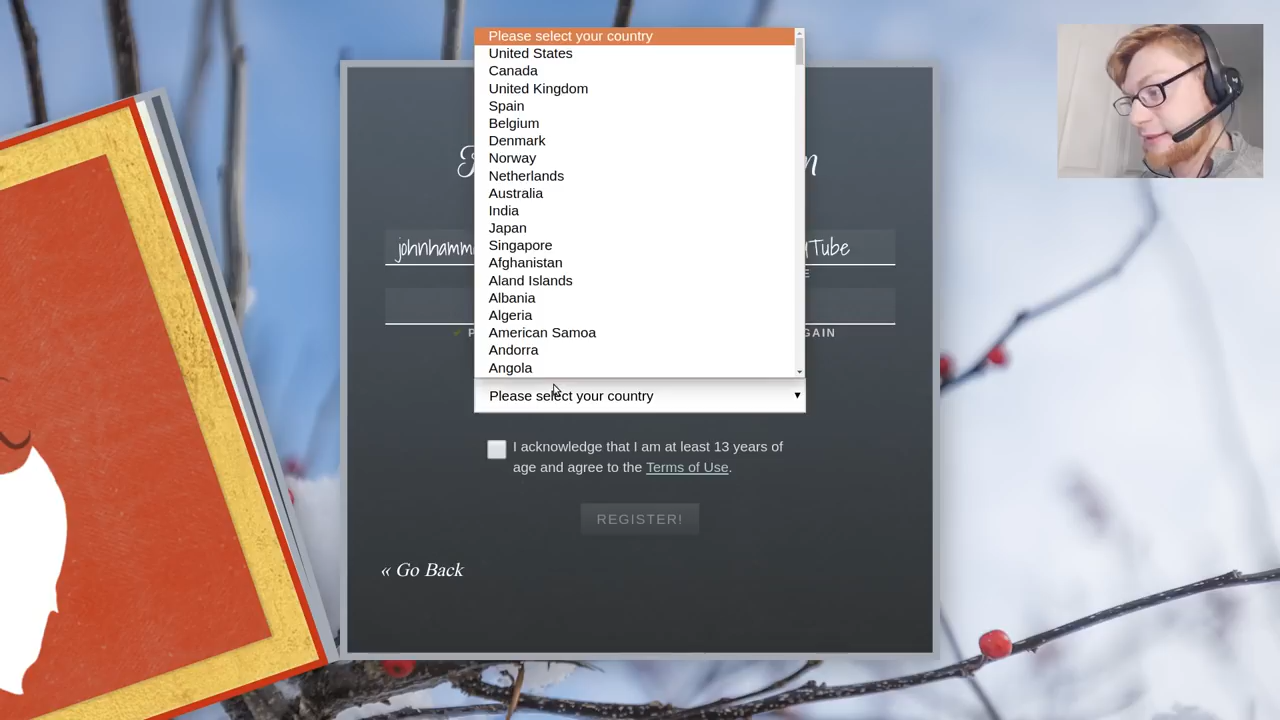 Please select your country
United States
Canada
United Kingdom
Spain
Belgium
Denmark
Norway
Netherlands
Australia
India
Japan
Singapore
Afghanistan
Aland Islands
Albania
Algeria
American Samoa
Andorra
Angola
johnhamm
Tube
Please select your country
I acknowledge that I am at least 13 years of
age and agree to the Terms of Use.
REGISTER!
« Go Back